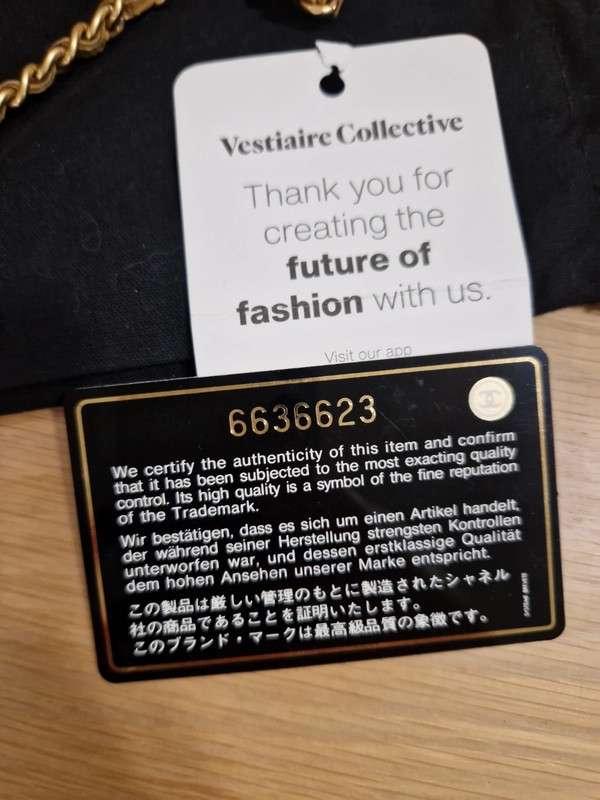 Vestiaire Collective
Thank you for
creating the
future of
fashion with us.
Visit our app
6636623
We certify the authenticity of this item and confirm
that it has been subjected to the most exacting quality
control. Its high quality is a symbol of the fine reputation
of the Trademark.
Wir bestätigen, dass es sich um einen Artikel handelt,
der während seiner Herstellung strengsten Kontrollen
unterworfen war, und dessen erstklassige Qualität
dem hohen Ansehen unserer Marke entspricht.
この製品は厳しい管理のもとに製造されたシャネル
社の商品であることを証明いたします。
このブランド・マークは最高級品質の象徴です。